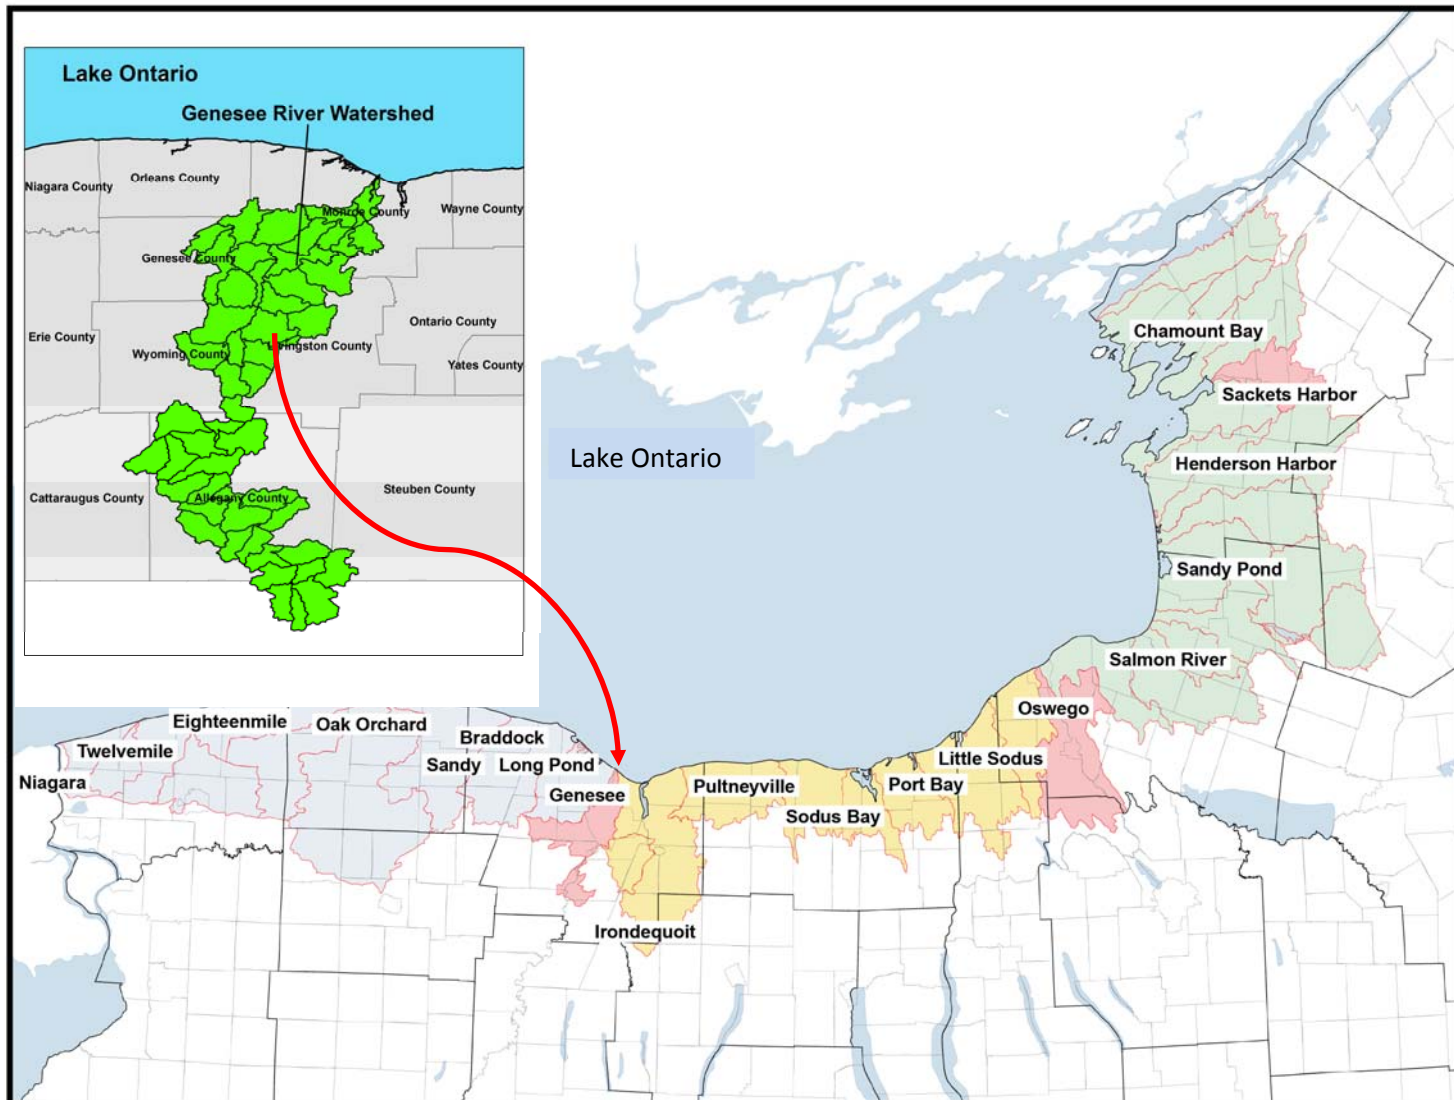 Lake Ontario
Genesee River Watershed
Orleans County
Niagara County
Monroe County
Wayne County
Genesee County
Ontario County
Erie County
Livingston County
Wyoming County
Yates County
Steuben County
Cattaraugus County
Allegany County
Lake Ontario
Chamount Bay
Sackets Harbor
Henderson Harbor
Sandy Pond
Salmon River
Oswego
Eighteenmile
Oak Orchard
Braddock
Twelvemile
Sandy
Long Pond
Little Sodus
Niagara
Genesee
Pultneyville
Port Bay
Sodus Bay
Irondequoit